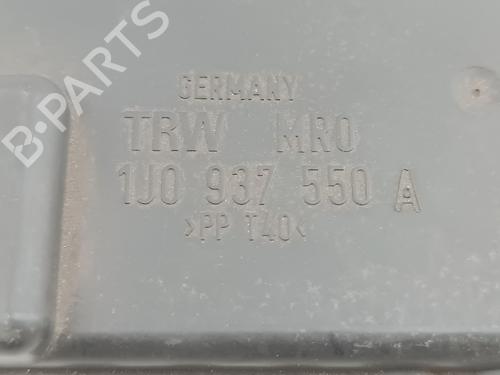 B-PARTS
GERMANY
TRW MRO
1J0 937 550 A
>PP T40<